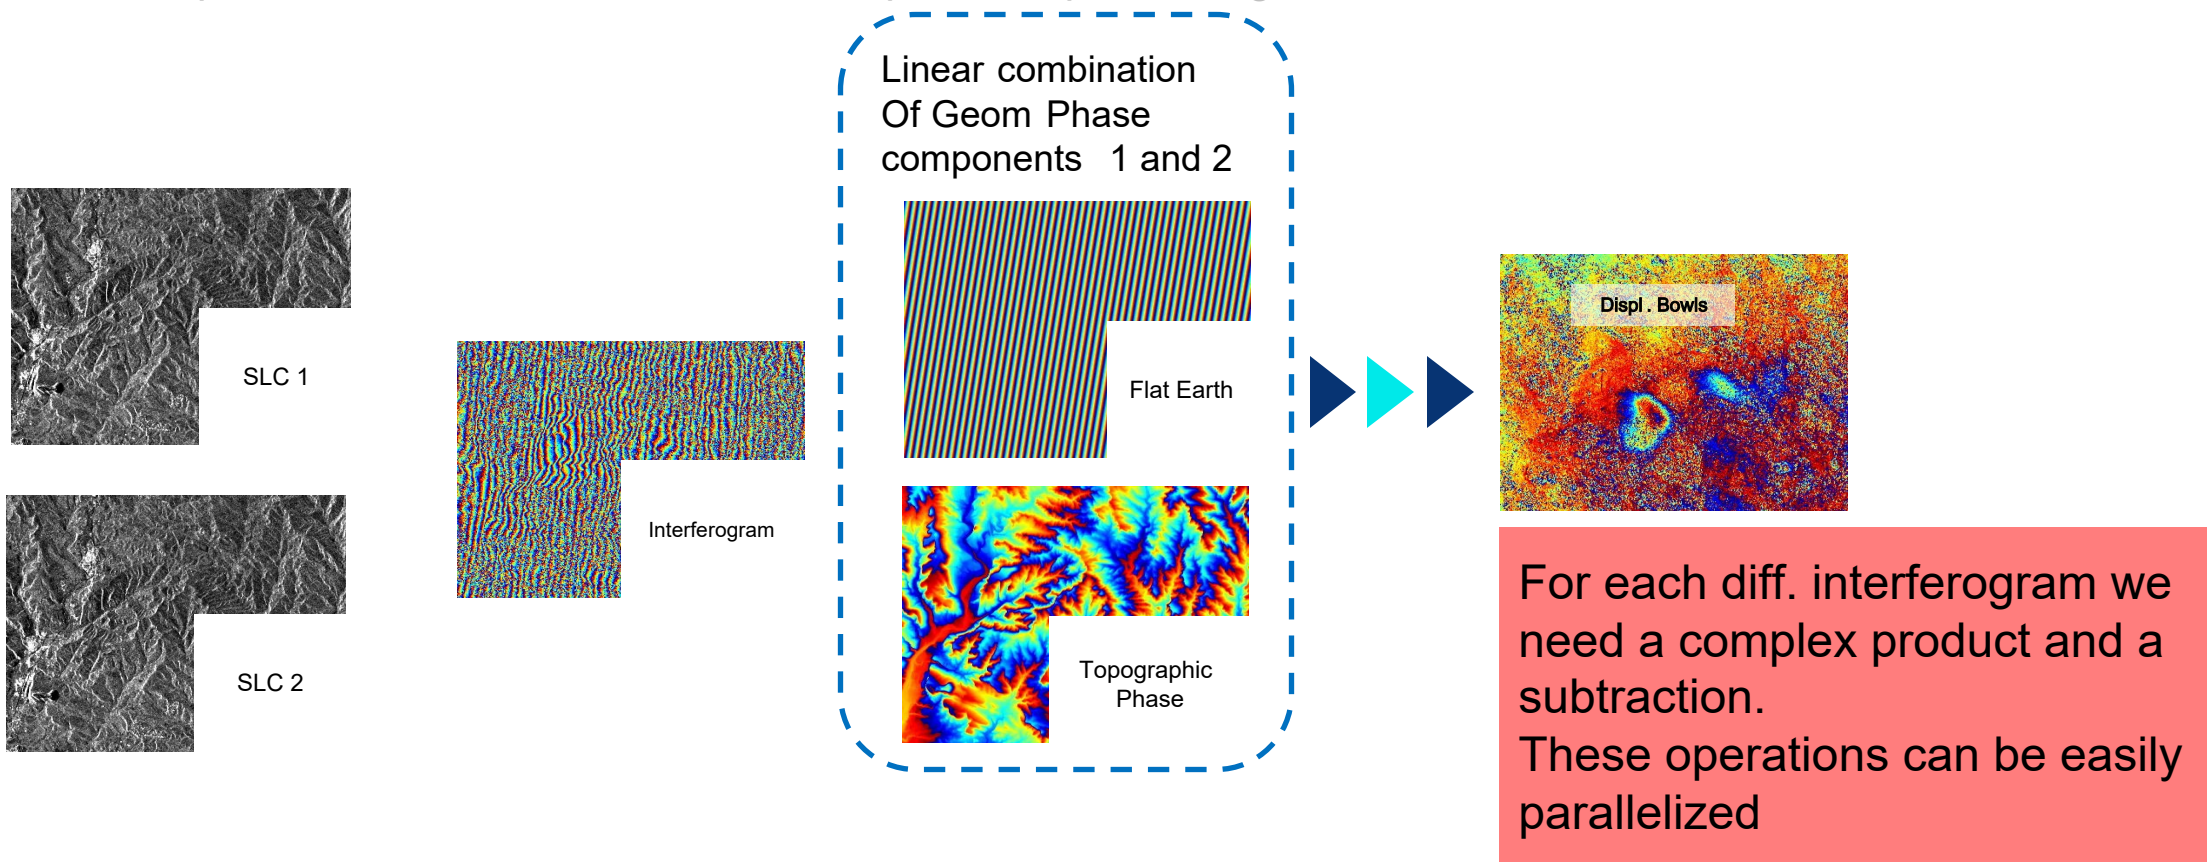 Linear combination
Of Geom Phase
components 1 and 2
SLC 1
SLC 2
Interferogram
Flat Earth
Topographic
Phase
Displ . Bowls
For each diff. interferogram we
need a complex product and a
subtraction.
These operations can be easily
parallelized